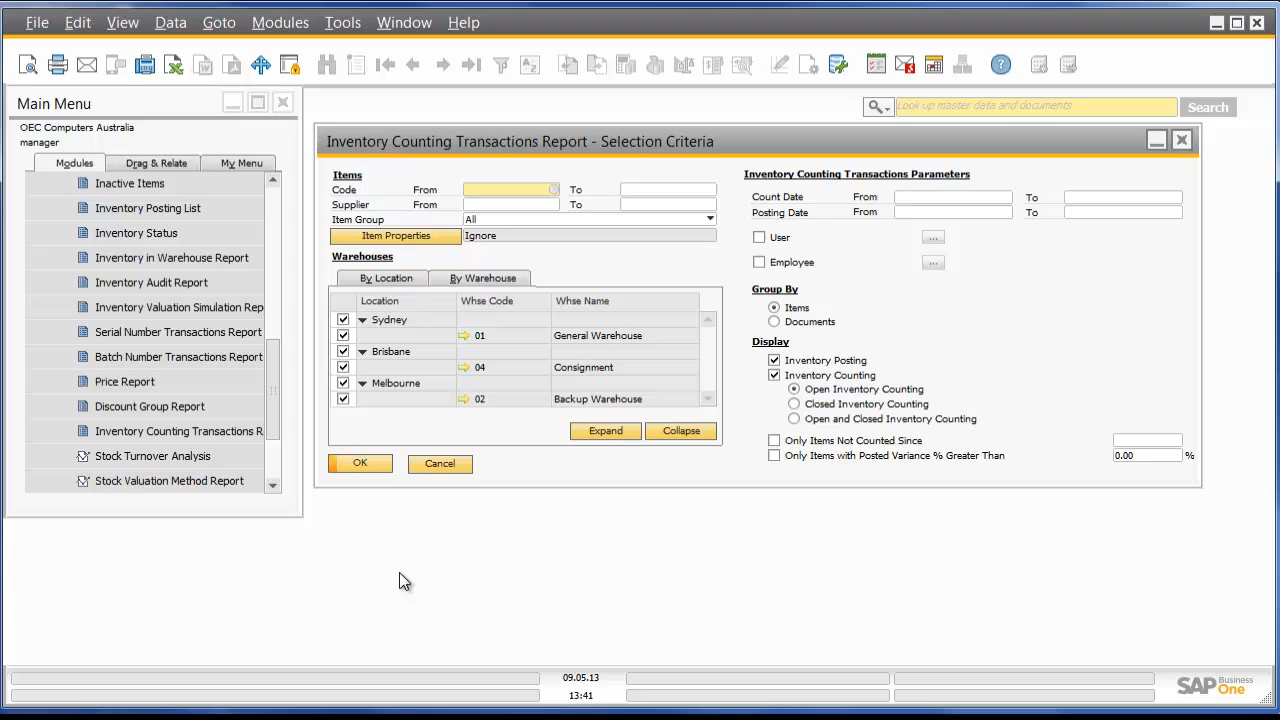 File Edit View Data Goto Modules Tools Window Help
Main Menu
Look up master data and documents Search
OEC Computers Australia
manager
Modules Drag & Relate My Menu
Inactive Items
Inventory Posting List
Inventory Status
Inventory in Warehouse Report
Inventory Audit Report
Inventory Valuation Simulation Rep
Serial Number Transactions Report
Batch Number Transactions Report
Price Report
Discount Group Report
Inventory Counting Transactions R
Stock Turnover Analysis
Stock Valuation Method Report
Inventory Counting Transactions Report - Selection Criteria
Items
Code From To
Supplier From To
Item Group All
Item Properties Ignore
Warehouses
By Location By Warehouse
Location Whse Code Whse Name
Sydney
01 General Warehouse
Brisbane
04 Consignment
Melbourne
02 Backup Warehouse
Expand Collapse
OK Cancel
Inventory Counting Transactions Parameters
Count Date From To
Posting Date From To
User ...
Employee ...
Group By
Items
Documents
Display
Inventory Posting
Inventory Counting
Open Inventory Counting
Closed Inventory Counting
Open and Closed Inventory Counting
Only Items Not Counted Since
Only Items with Posted Variance % Greater Than 0.00 %
09.05.13
13:41
SAP Business One